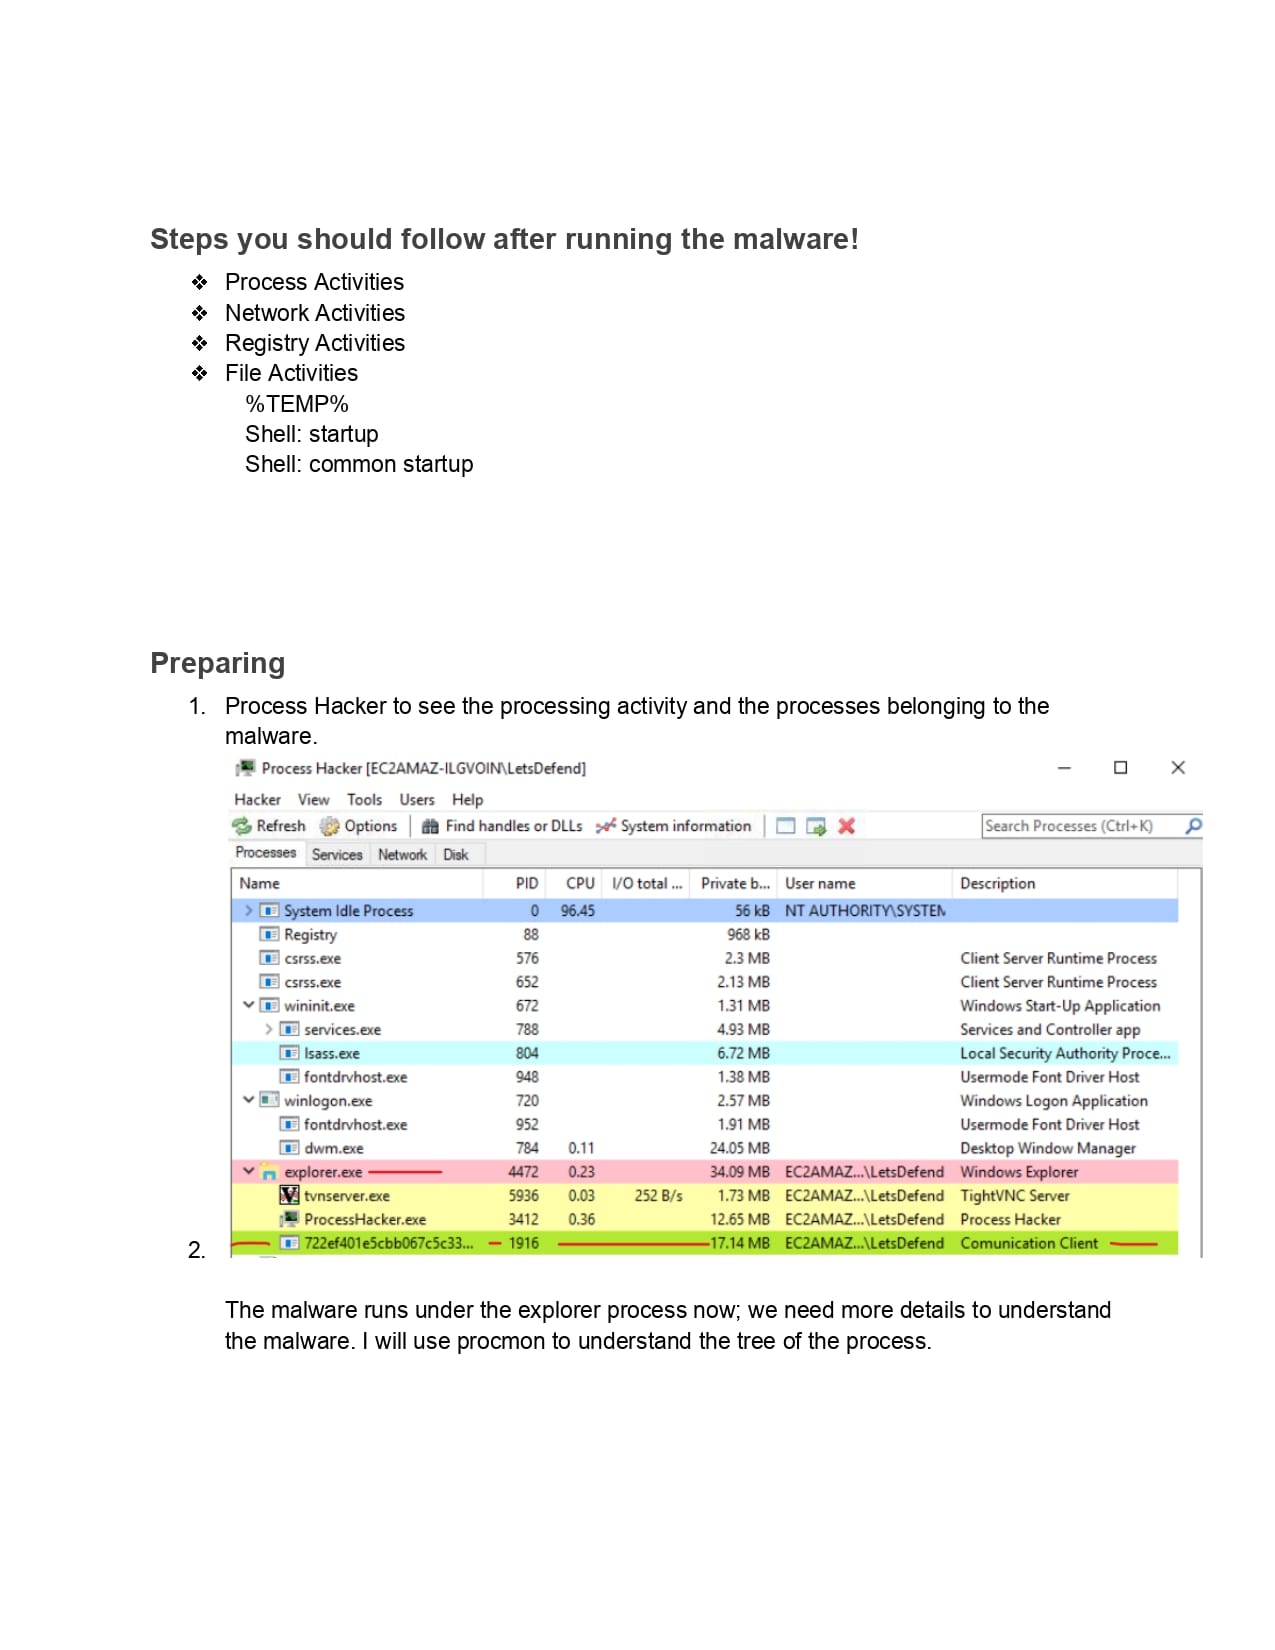 Steps you should follow after running the malware!
❖ Process Activities
❖ Network Activities
❖ Registry Activities
❖ File Activities
%TEMP%
Shell: startup
Shell: common startup
Preparing
1. Process Hacker to see the processing activity and the processes belonging to the
malware.
Process Hacker [EC2AMAZ-ILGVOIN\LetsDefend]
Hacker View Tools Users Help
Refresh Options Find handles or DLLs System information Search Processes (Ctrl+K)
Processes Services Network Disk
Name PID CPU I/O total ... Private b... User name Description
System Idle Process 0 96.45 56 kB NT AUTHORITY\SYSTEM
Registry 88 968 kB
csrss.exe 576 2.3 MB Client Server Runtime Process
csrss.exe 652 2.13 MB Client Server Runtime Process
wininit.exe 672 1.31 MB Windows Start-Up Application
services.exe 788 4.93 MB Services and Controller app
lsass.exe 804 6.72 MB Local Security Authority Proce...
fontdrvhost.exe 948 1.38 MB Usermode Font Driver Host
winlogon.exe 720 2.57 MB Windows Logon Application
fontdrvhost.exe 952 1.91 MB Usermode Font Driver Host
dwm.exe 784 0.11 24.05 MB Desktop Window Manager
explorer.exe 4472 0.23 34.09 MB EC2AMAZ...\LetsDefend Windows Explorer
tvnserver.exe 5936 0.03 252 B/s 1.73 MB EC2AMAZ...\LetsDefend TightVNC Server
ProcessHacker.exe 3412 0.36 12.65 MB EC2AMAZ...\LetsDefend Process Hacker
2. 722ef401e5cbb067c5c33... 1916 17.14 MB EC2AMAZ...\LetsDefend Comunication Client
The malware runs under the explorer process now; we need more details to understand
the malware. I will use procmon to understand the tree of the process.